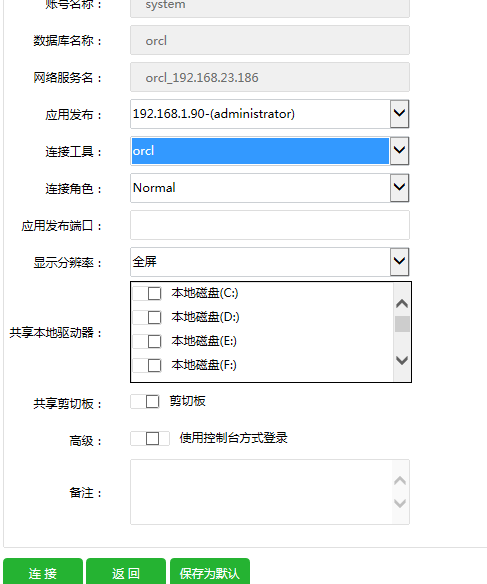 账号名称： system
数据库名称： orcl
网络服务名： orcl_192.168.23.186
应用发布： 192.168.1.90-(administrator)
连接工具： orcl
连接角色： Normal
应用发布端口：
显示分辨率： 全屏
本地磁盘(C:)
本地磁盘(D:)
共享本地驱动器：
本地磁盘(E:)
本地磁盘(F:)
共享剪切板： 剪切板
高级： 使用控制台方式登录
备注：
连 接 返 回 保存为默认